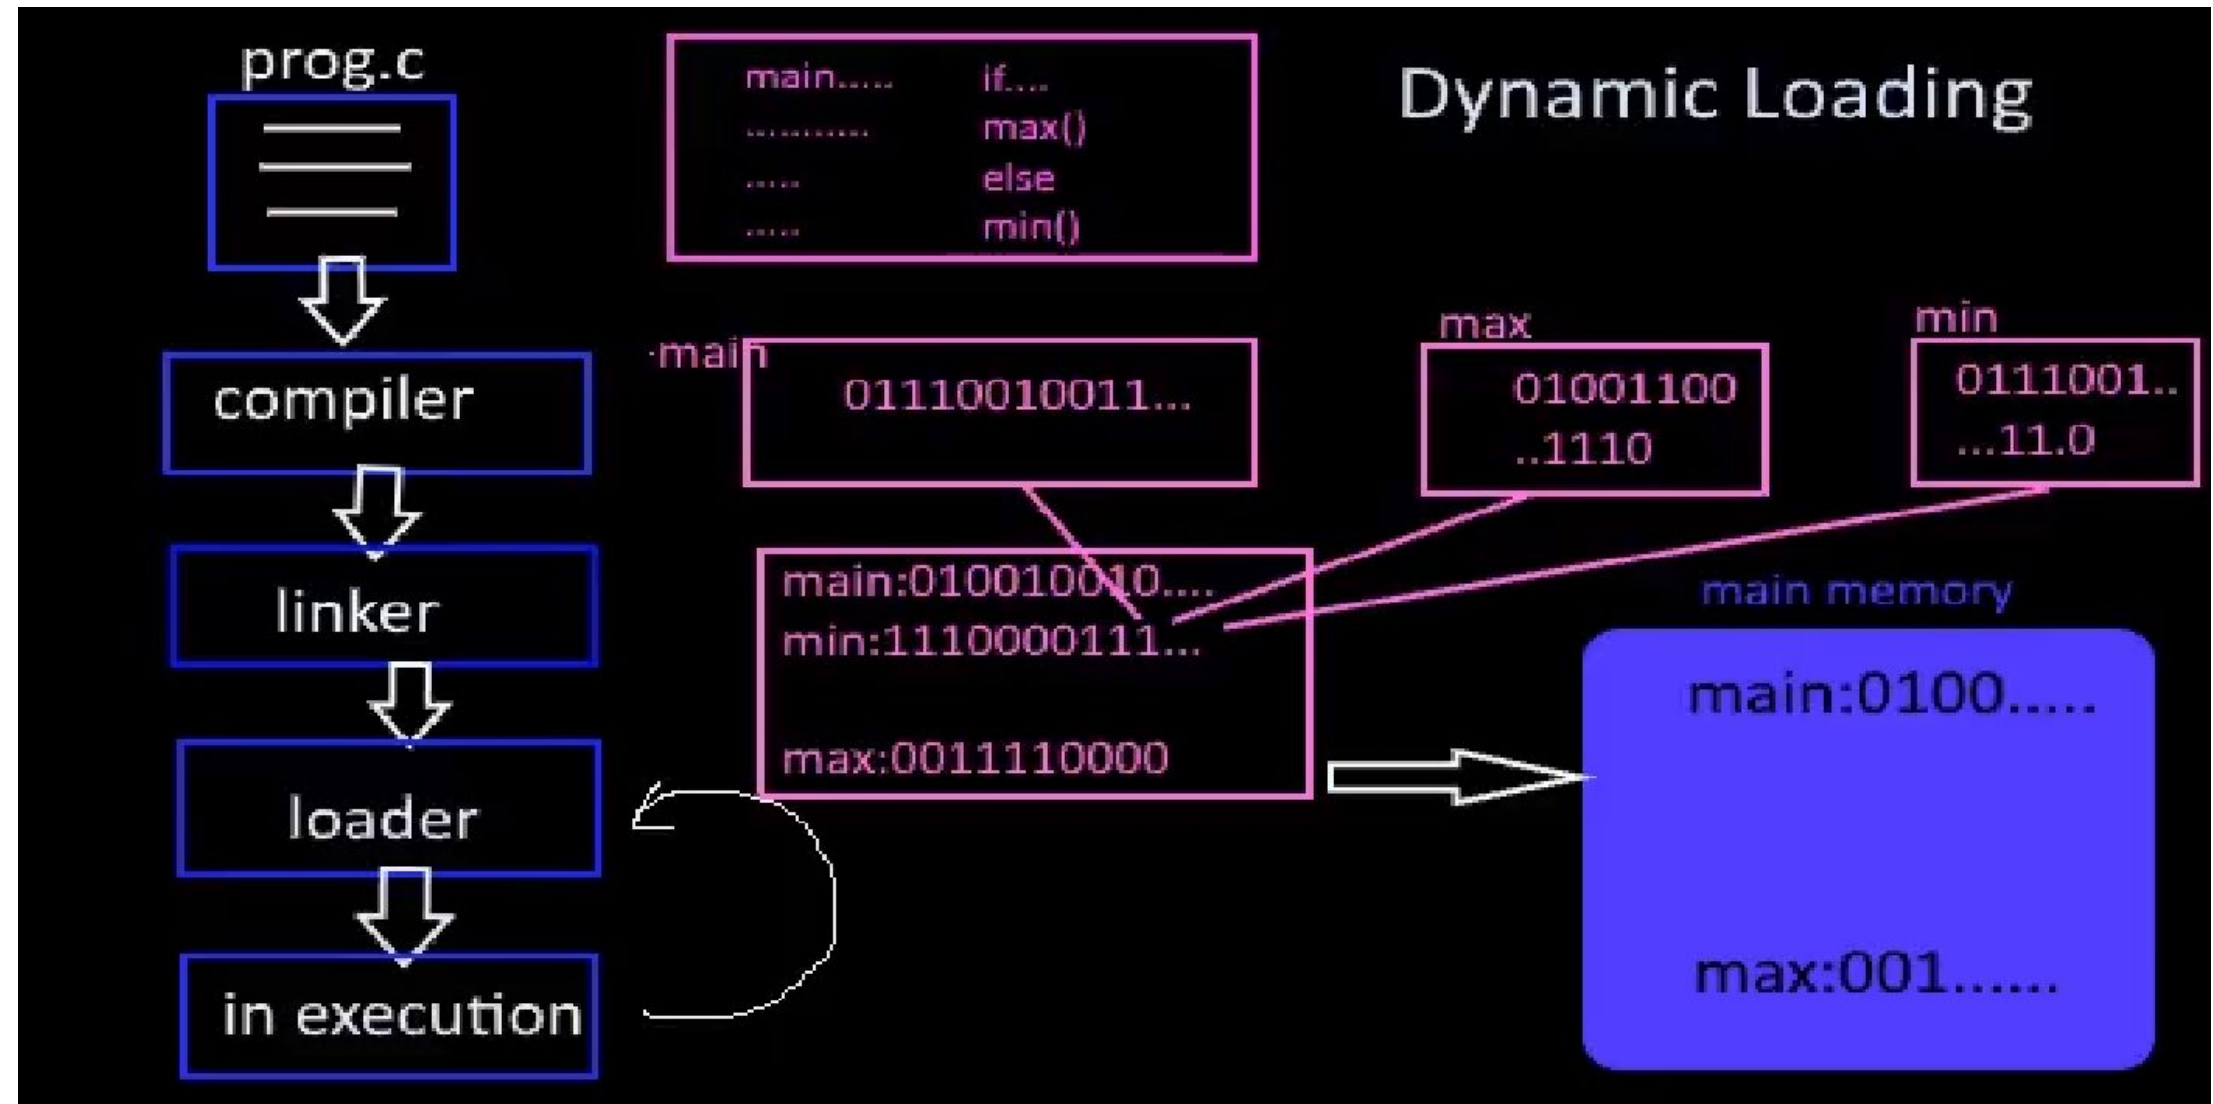 prog.c
Dynamic Loading
main..... if....
............ max()
..... else
..... min()
compiler
·main
01110010011...
max
01001100
..1110
min
0111001..
...11.0
linker
main:010010010....
min:1110000111...
max:0011110000
main memory
main:0100.....
max:001......
loader
in execution